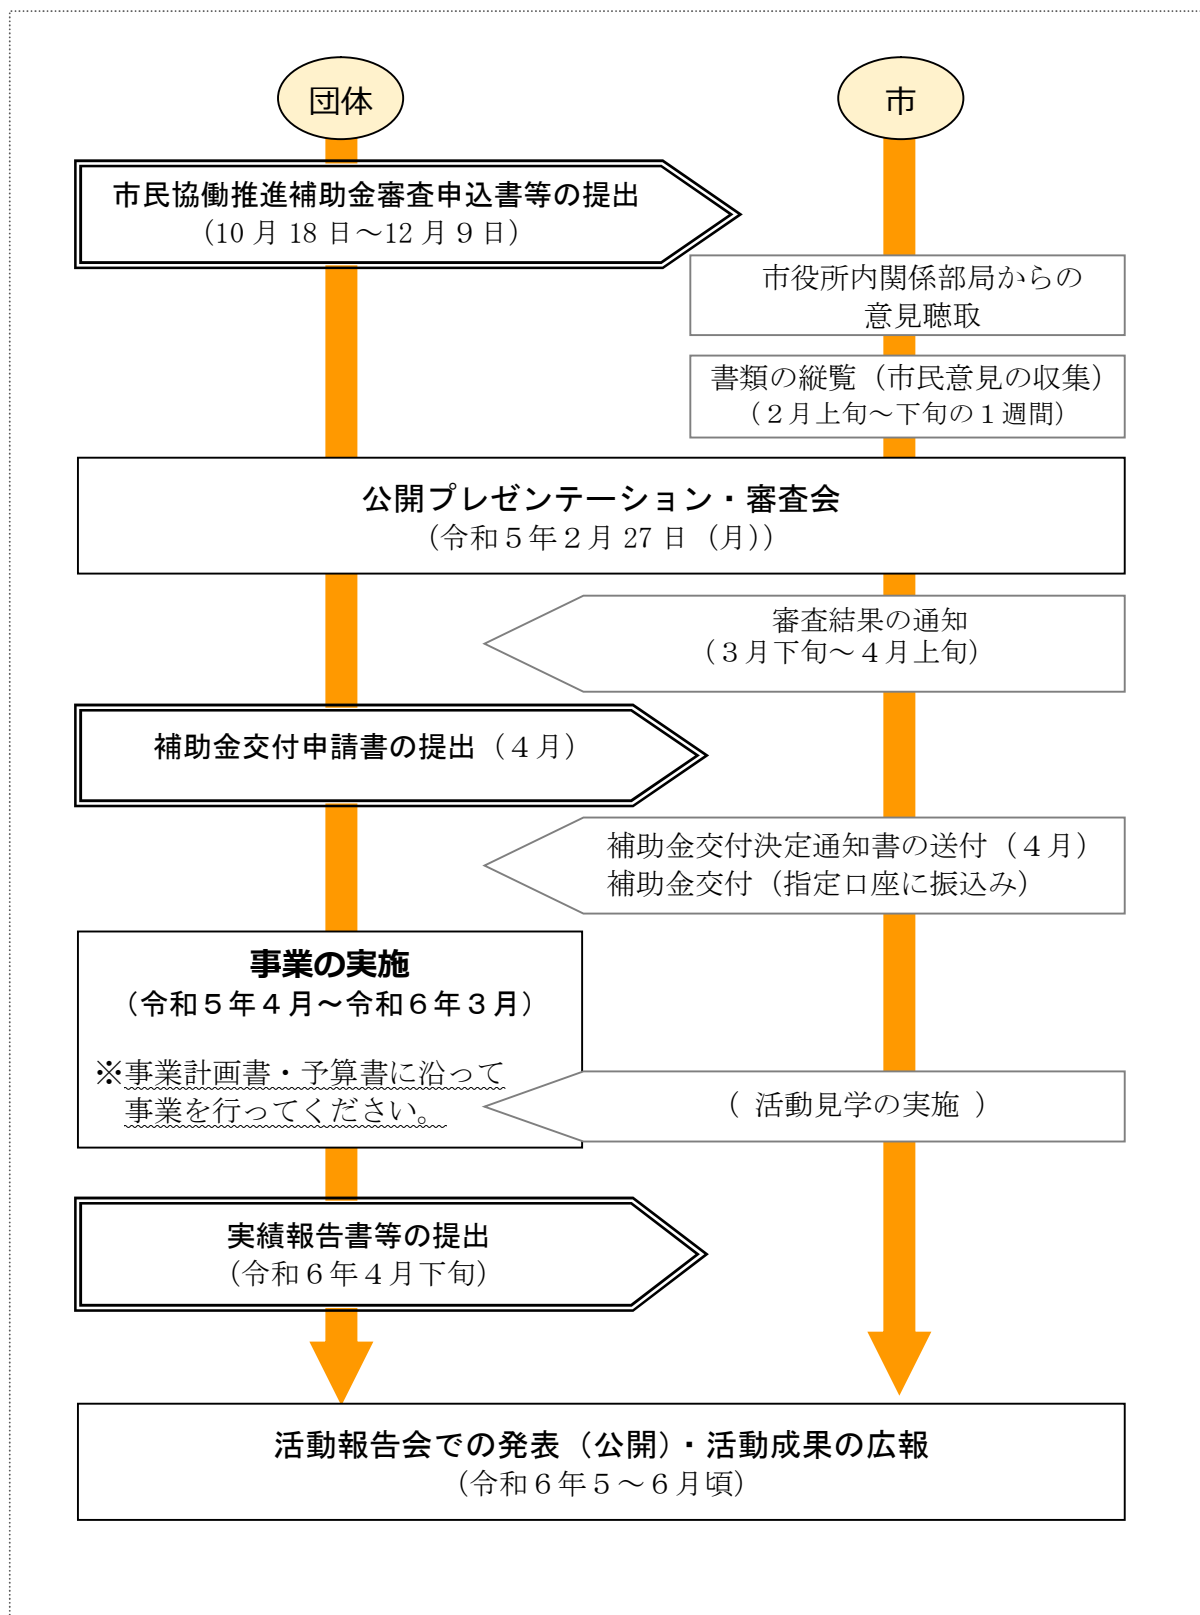 団体
市
市民協働推進補助金審査申込書等の提出
（10 月 18 日～12 月９日）
市役所内関係部局からの
意見聴取
書類の縦覧（市民意見の収集）
（２月上旬～下旬の１週間）
公開プレゼンテーション・審査会
（令和５年２月 27 日（月））
審査結果の通知
（３月下旬～４月上旬）
補助金交付申請書の提出（４月）
補助金交付決定通知書の送付（４月）
補助金交付（指定口座に振込み）
事業の実施
（令和５年４月～令和６年３月）
※事業計画書・予算書に沿って
事業を行ってください。
（ 活動見学の実施 ）
実績報告書等の提出
（令和６年４月下旬）
活動報告会での発表（公開）・活動成果の広報
（令和６年５～６月頃）